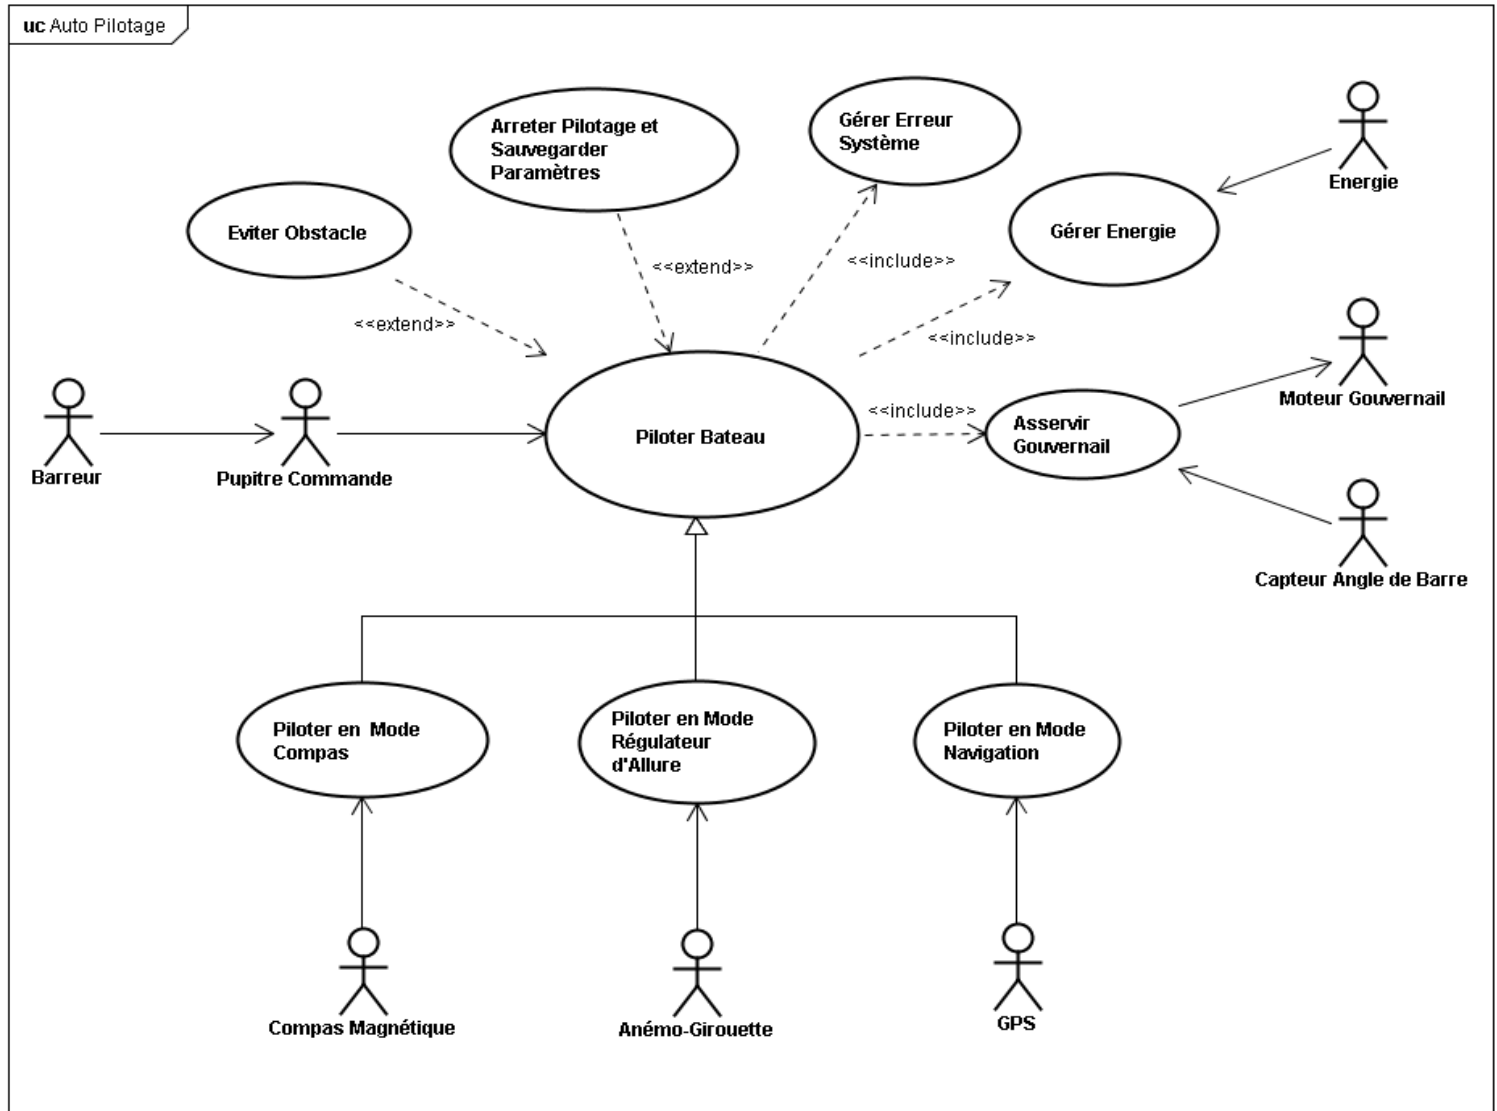 uc Auto Pilotage
Arreter Pilotage et
Sauvegarder
Paramètres
Gérer Erreur
Système
Energie
Eviter Obstacle
Gérer Energie
<<extend>>
<<include>>
<<extend>>
<<include>>
Moteur Gouvernail
<<include>>
Asservir
Gouvernail
Piloter Bateau
Barreur
Pupitre Commande
Capteur Angle de Barre
Piloter en  Mode
Compas
Piloter en Mode
Régulateur
d'Allure
Piloter en Mode
Navigation
Compas Magnétique
Anémo-Girouette
GPS